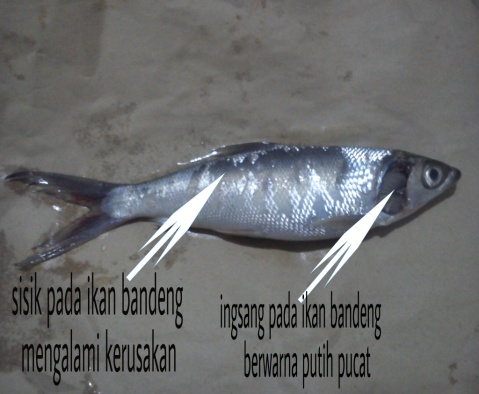 sisik pada ikan bandeng
mengalami kerusakan
ingsang pada ikan bandeng
berwarna putih pucat